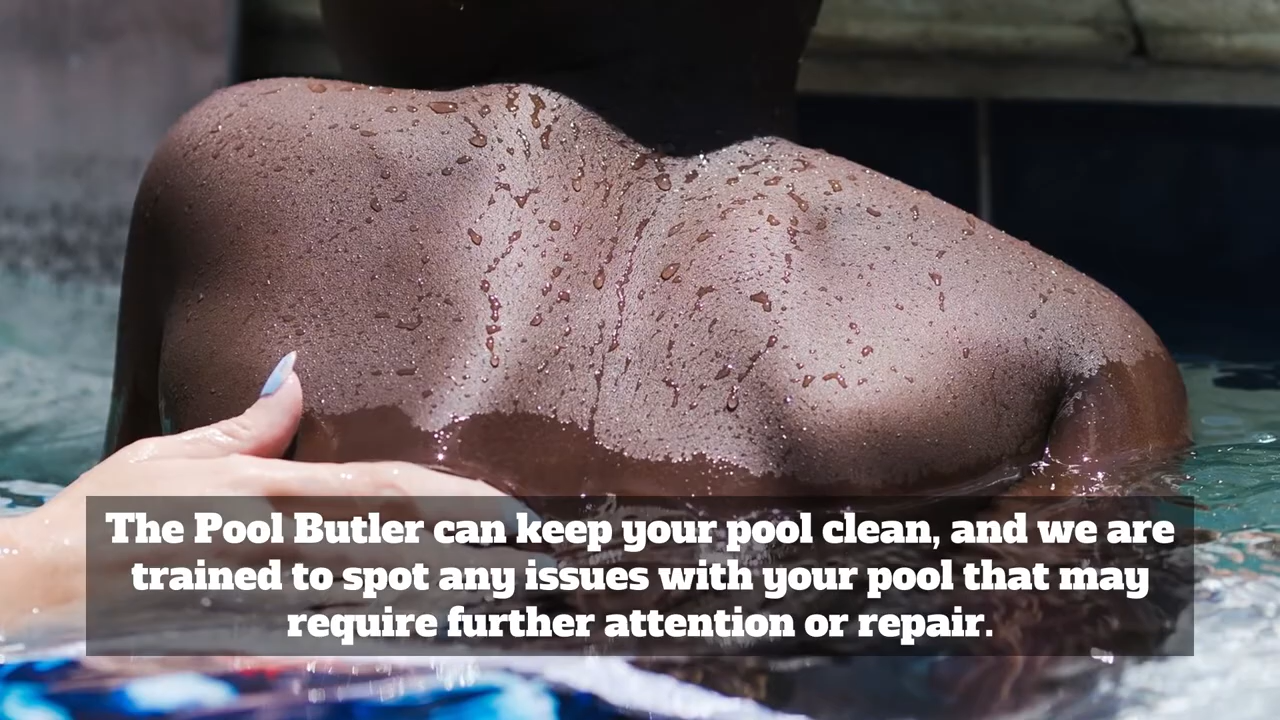 The Pool Butler can keep your pool clean, and we are
trained to spot any issues with your pool that may
require further attention or repair.